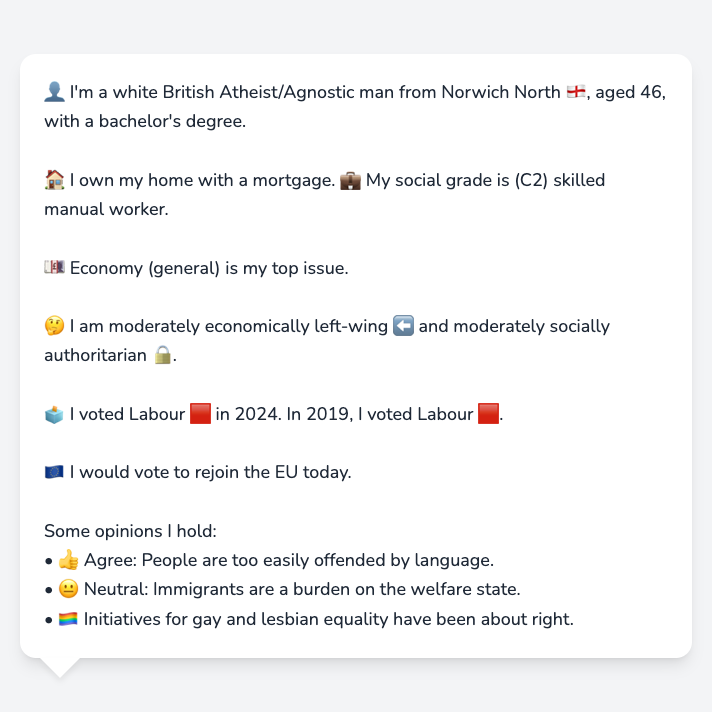 👤 I'm a white British Atheist/Agnostic man from Norwich North 🏴󠁧󠁢󠁥󠁮󠁧󠁿, aged 46,
with a bachelor's degree.
🏠 I own my home with a mortgage. 💼 My social grade is (C2) skilled
manual worker.
💷 Economy (general) is my top issue.
🤔 I am moderately economically left-wing ⬅️ and moderately socially
authoritarian 🔒.
🗳️ I voted Labour 🟥 in 2024. In 2019, I voted Labour 🟥.
🇪🇺 I would vote to rejoin the EU today.
Some opinions I hold:
• 👍 Agree: People are too easily offended by language.
• 😐 Neutral: Immigrants are a burden on the welfare state.
• 🏳️‍🌈 Initiatives for gay and lesbian equality have been about right.